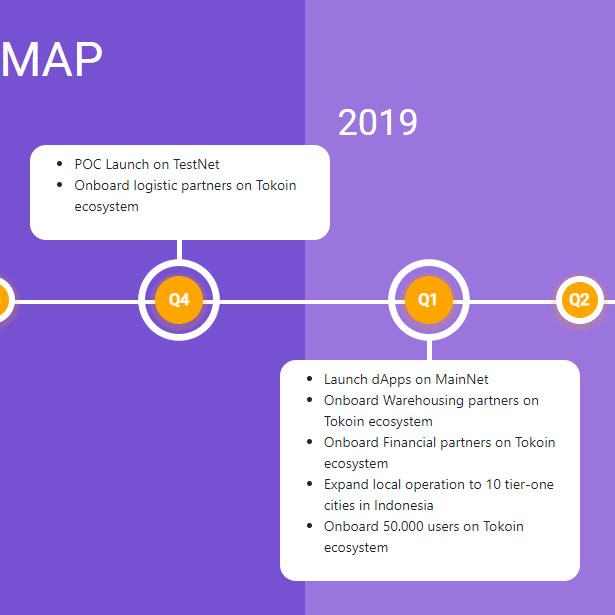 MAP
2019
• POC Launch on TestNet
• Onboard logistic partners on Tokoin
ecosystem
Q4
Q1
Q2
• Launch dApps on MainNet
• Onboard Warehousing partners on
Tokoin ecosystem
• Onboard Financial partners on Tokoin
ecosystem
• Expand local operation to 10 tier-one
cities in Indonesia
• Onboard 50.000 users on Tokoin
ecosystem